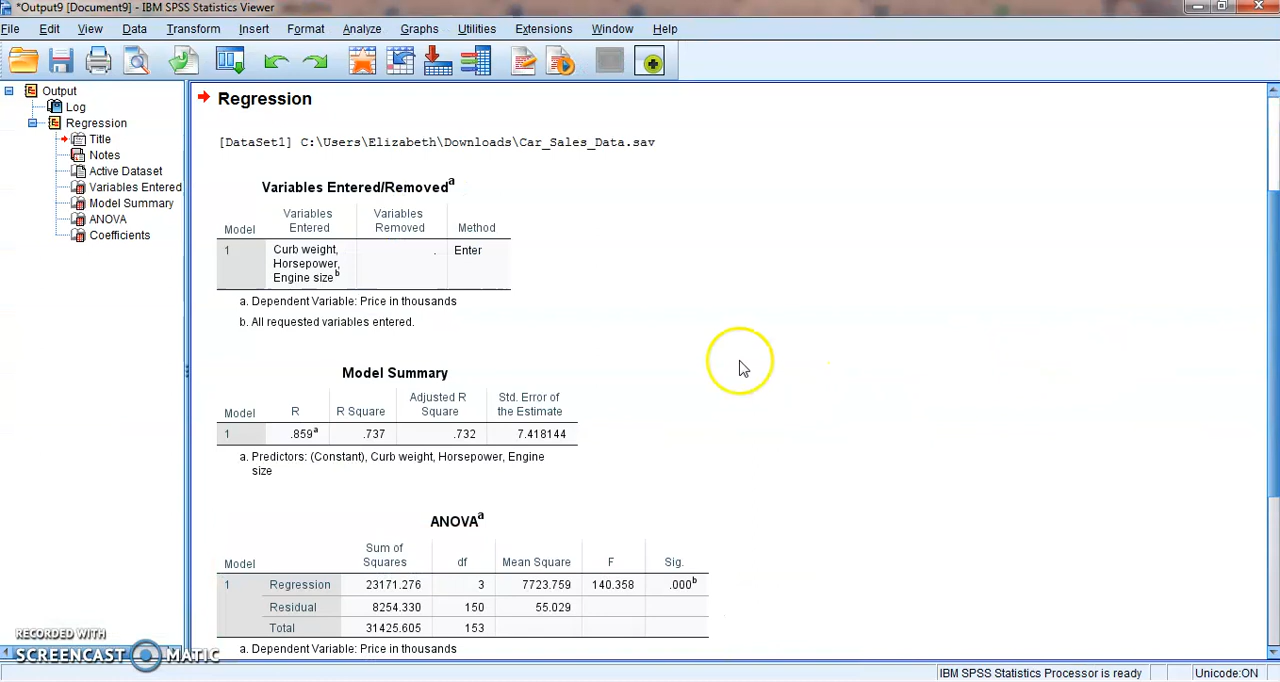 *Output9 [Document9] - IBM SPSS Statistics Viewer
File Edit View Data Transform Insert Format Analyze Graphs Utilities Extensions Window Help
Output
Log
Regression
Title
Notes
Active Dataset
Variables Entered
Model Summary
ANOVA
Coefficients
Regression
[DataSet1] C:\Users\Elizabeth\Downloads\Car_Sales_Data.sav
Variables Entered/Removedᵃ
Model Variables Entered Variables Removed Method
1 Curb weight, Horsepower, Engine sizeᵇ . Enter
a. Dependent Variable: Price in thousands
b. All requested variables entered.
Model Summary
Model R R Square Adjusted R Square Std. Error of the Estimate
1 .859ᵃ .737 .732 7.418144
a. Predictors: (Constant), Curb weight, Horsepower, Engine
size
ANOVAᵃ
Model Sum of Squares df Mean Square F Sig.
1 Regression 23171.276 3 7723.759 140.358 .000ᵇ
Residual 8254.330 150 55.029
Total 31425.605 153
a. Dependent Variable: Price in thousands
RECORDED WITH
SCREENCAST MATIC
IBM SPSS Statistics Processor is ready Unicode:ON